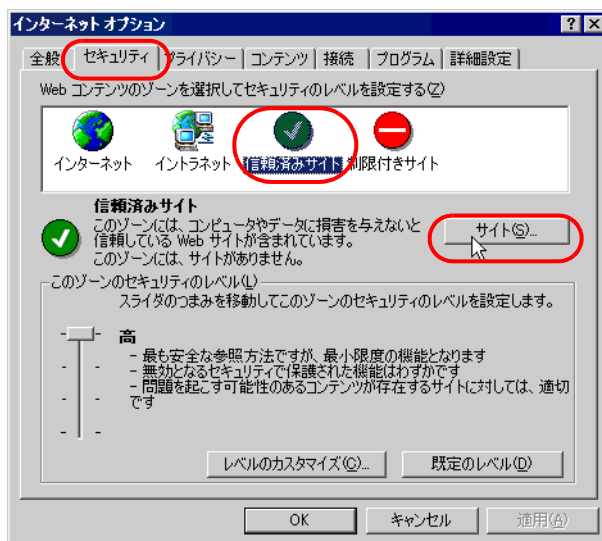 インターネット オプション
全般 セキュリティ プライバシー コンテンツ 接続 プログラム 詳細設定
Web コンテンツのゾーンを選択してセキュリティのレベルを設定する(Z)
インターネット イントラネット 信頼済みサイト 制限付きサイト
信頼済みサイト
このゾーンには、コンピュータやデータに損害を与えないと
信頼している Web サイトが含まれています。
このゾーンには、サイトがありません。
サイト(S)...
このゾーンのセキュリティのレベル(L)
スライダのつまみを移動してこのゾーンのセキュリティのレベルを設定します。
高
- 最も安全な参照方法ですが、最小限度の機能となります
- 無効となるセキュリティで保護された機能はわずかです
- 問題を起こす可能性のあるコンテンツが存在するサイトに対しては、適切
です
レベルのカスタマイズ(C)... 既定のレベル(D)
OK キャンセル 適用(A)